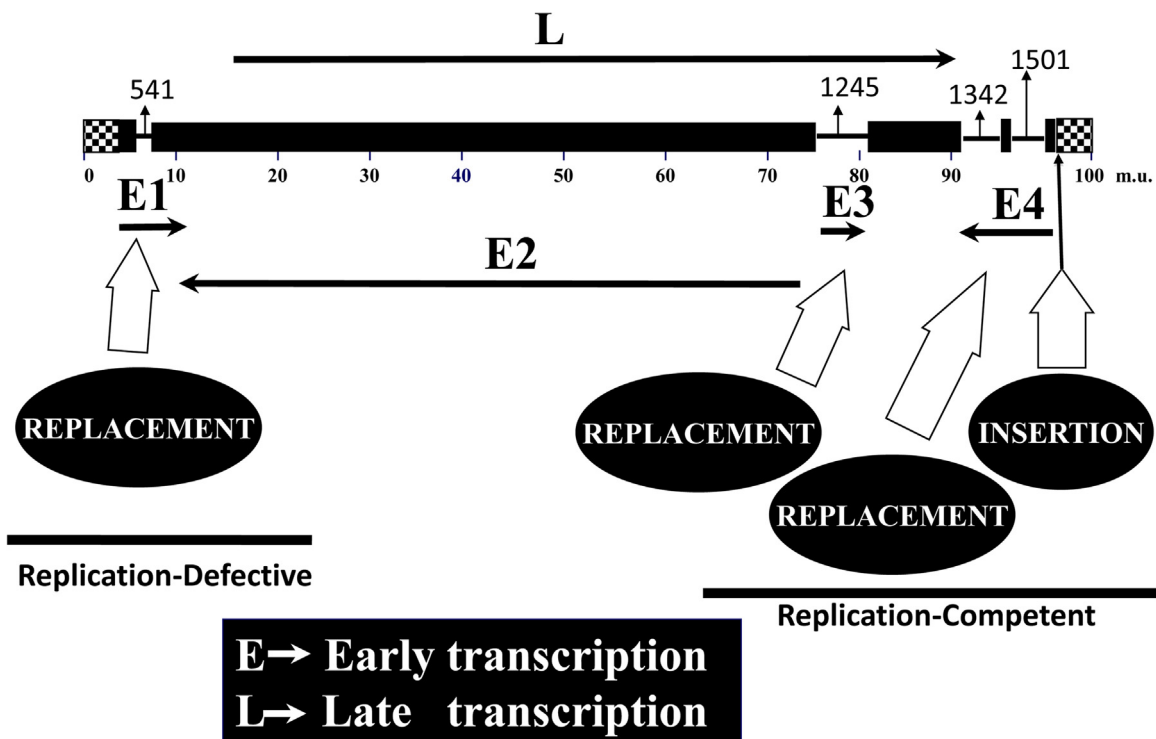 L
541
1245
1342
1501
0 10 20 30 40 50 60 70 80 90 100 m.u.
E1
E3
E4
E2
REPLACEMENT
REPLACEMENT
INSERTION
REPLACEMENT
Replication-Defective
Replication-Competent
E→ Early transcription
L→ Late transcription